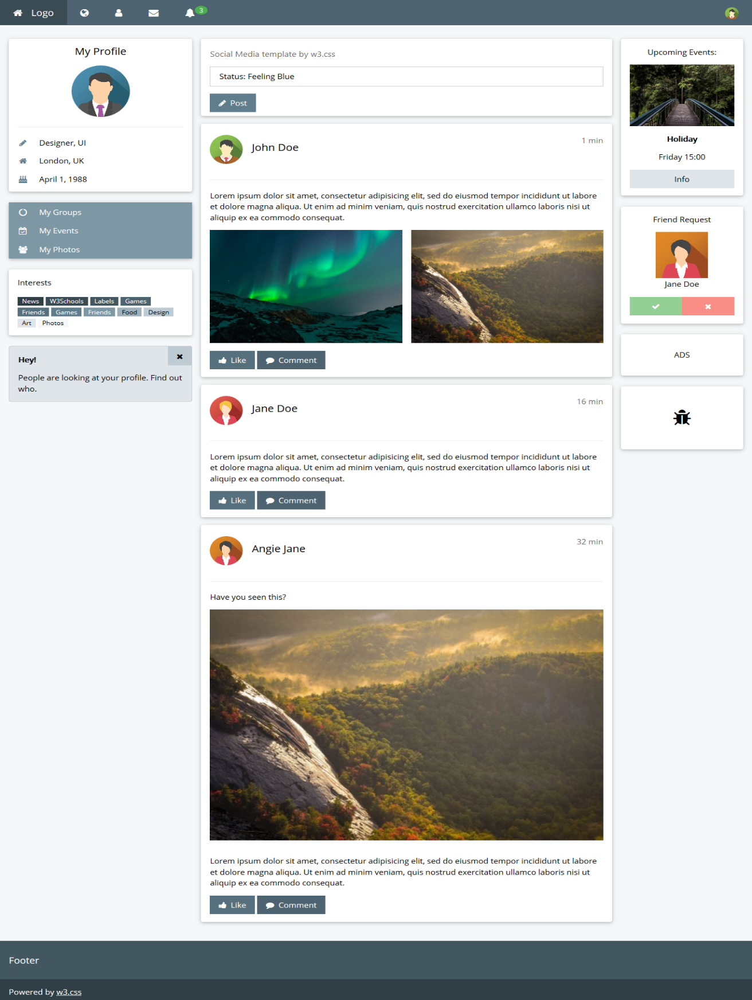 Logo
3
My Profile
Designer, UI
London, UK
April 1, 1988
My Groups
My Events
My Photos
Interests
News W3Schools Labels Games
Friends Games Friends Food Design
Art Photos
Hey!
People are looking at your profile. Find out
who.
Social Media template by w3.css
Status: Feeling Blue
Post
John Doe
1 min
Lorem ipsum dolor sit amet, consectetur adipisicing elit, sed do eiusmod tempor incididunt ut labore
et dolore magna aliqua. Ut enim ad minim veniam, quis nostrud exercitation ullamco laboris nisi ut
aliquip ex ea commodo consequat.
Like
Comment
Jane Doe
16 min
Lorem ipsum dolor sit amet, consectetur adipisicing elit, sed do eiusmod tempor incididunt ut labore
et dolore magna aliqua. Ut enim ad minim veniam, quis nostrud exercitation ullamco laboris nisi ut
aliquip ex ea commodo consequat.
Like
Comment
Angie Jane
32 min
Have you seen this?
Lorem ipsum dolor sit amet, consectetur adipisicing elit, sed do eiusmod tempor incididunt ut labore
et dolore magna aliqua. Ut enim ad minim veniam, quis nostrud exercitation ullamco laboris nisi ut
aliquip ex ea commodo consequat.
Like
Comment
Upcoming Events:
Holiday
Friday 15:00
Info
Friend Request
Jane Doe
ADS
Footer
Powered by w3.css